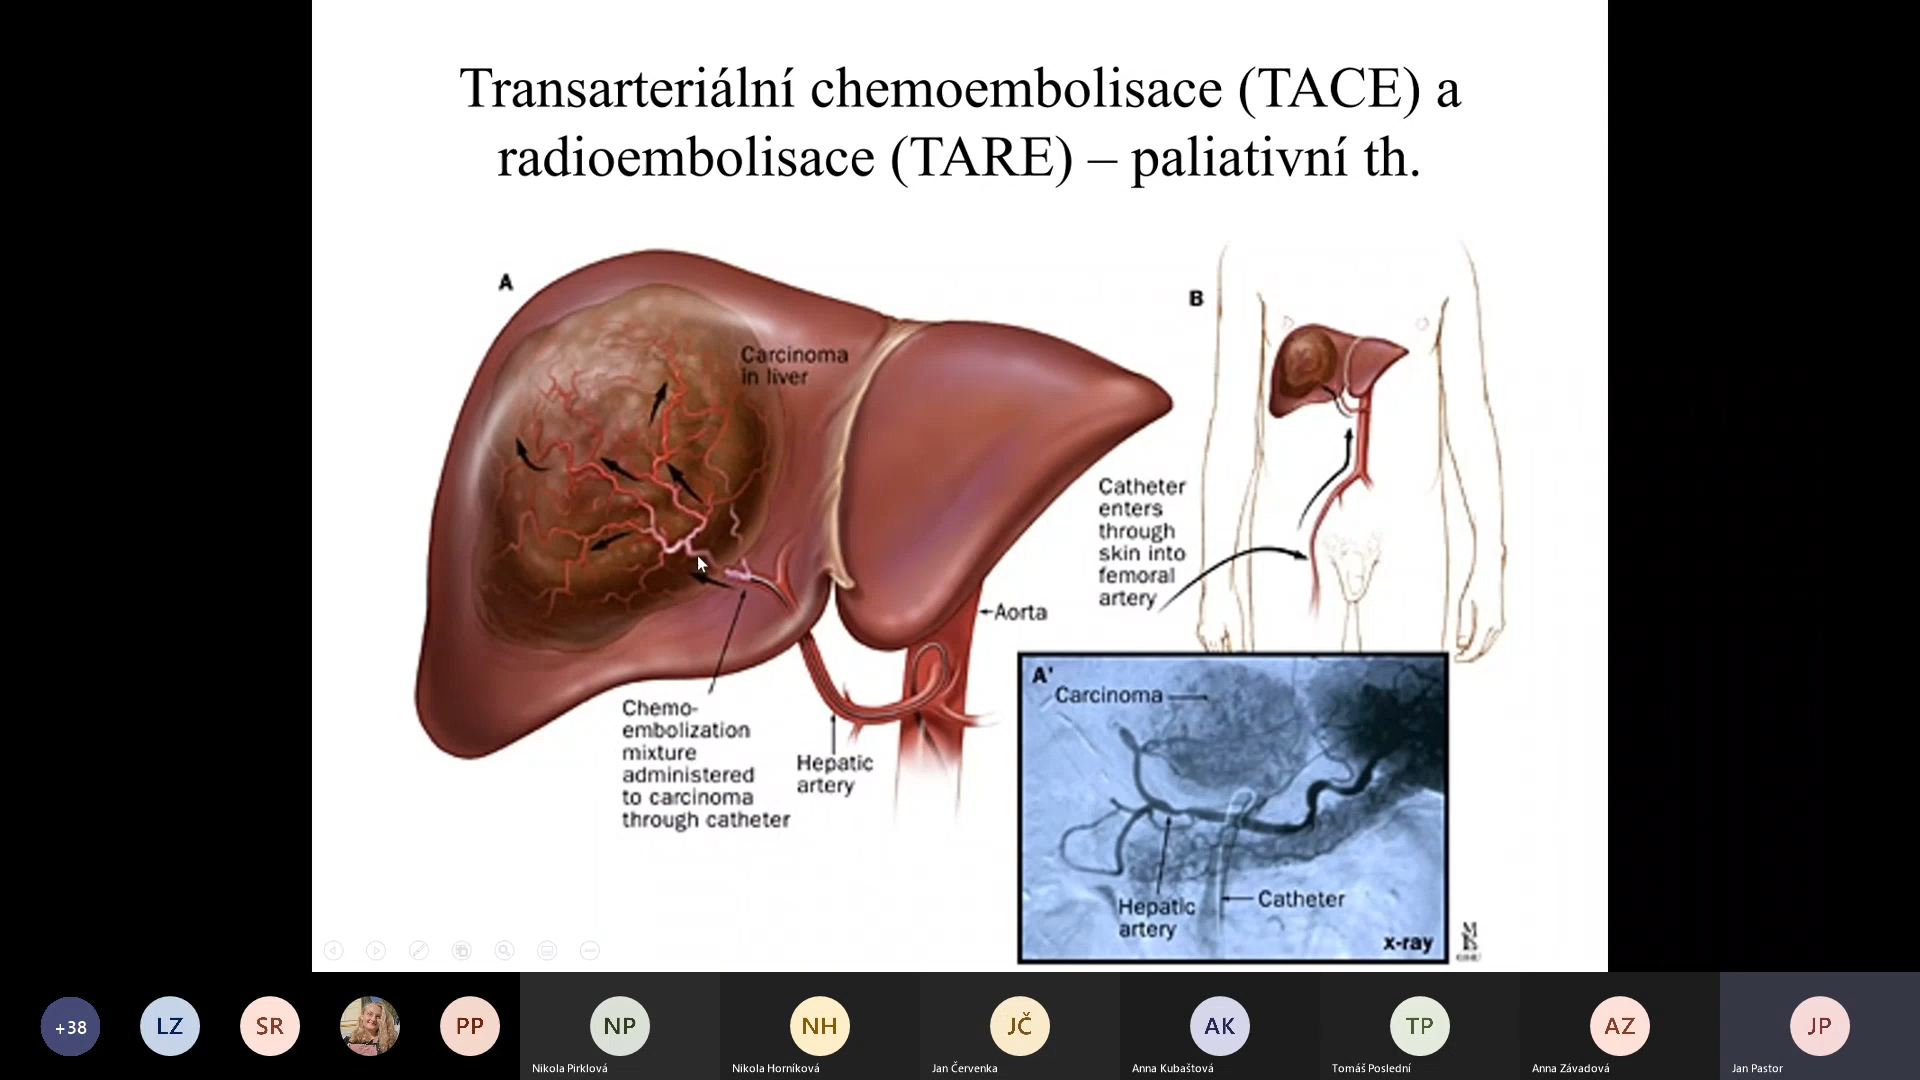 Transarteriální chemoembolisace (TACE) a
radioembolisace (TARE) – paliativní th.
A
Carcinoma
in liver
Chemo-
embolization
mixture
administered
to carcinoma
through catheter
Hepatic
artery
Aorta
B
Catheter
enters
through
skin into
femoral
artery
A'
Carcinoma
Hepatic
artery
Catheter
x-ray
+38
LZ
SR
PP
NP
Nikola Pirklová
NH
Nikola Horníková
JČ
Jan Červenka
AK
Anna Kubaštová
TP
Tomáš Poslední
AZ
Anna Závadová
JP
Jan Pastor